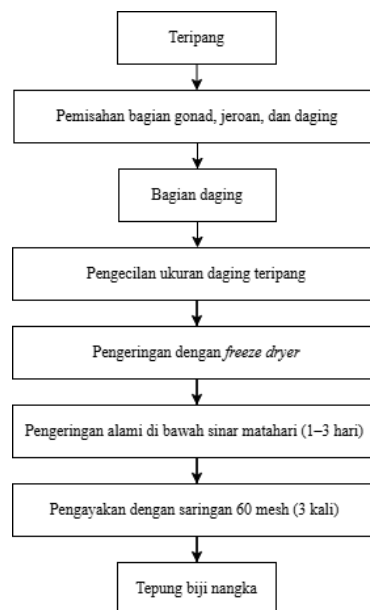 Teripang
Pemisahan bagian gonad, jeroan, dan daging
Bagian daging
Pengecilan ukuran daging teripang
Pengeringan dengan freeze dryer
Pengeringan alami di bawah sinar matahari (1–3 hari)
Pengayakan dengan saringan 60 mesh (3 kali)
Tepung biji nangka